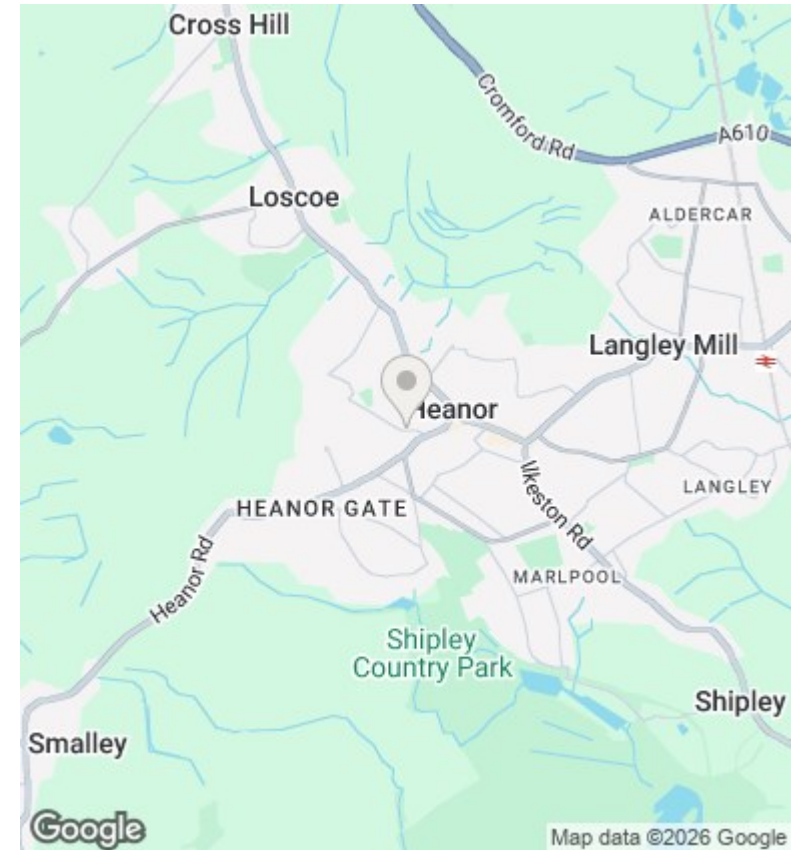 Cross Hill
Cromford Rd
A610
Loscoe
ALDERCAR
Langley Mill
Heanor
LANGLEY
HEANOR GATE
Ilkeston Rd
Heanor Rd
MARLPOOL
Shipley
Country Park
Shipley
Smalley
Google
Map data ©2026 Google